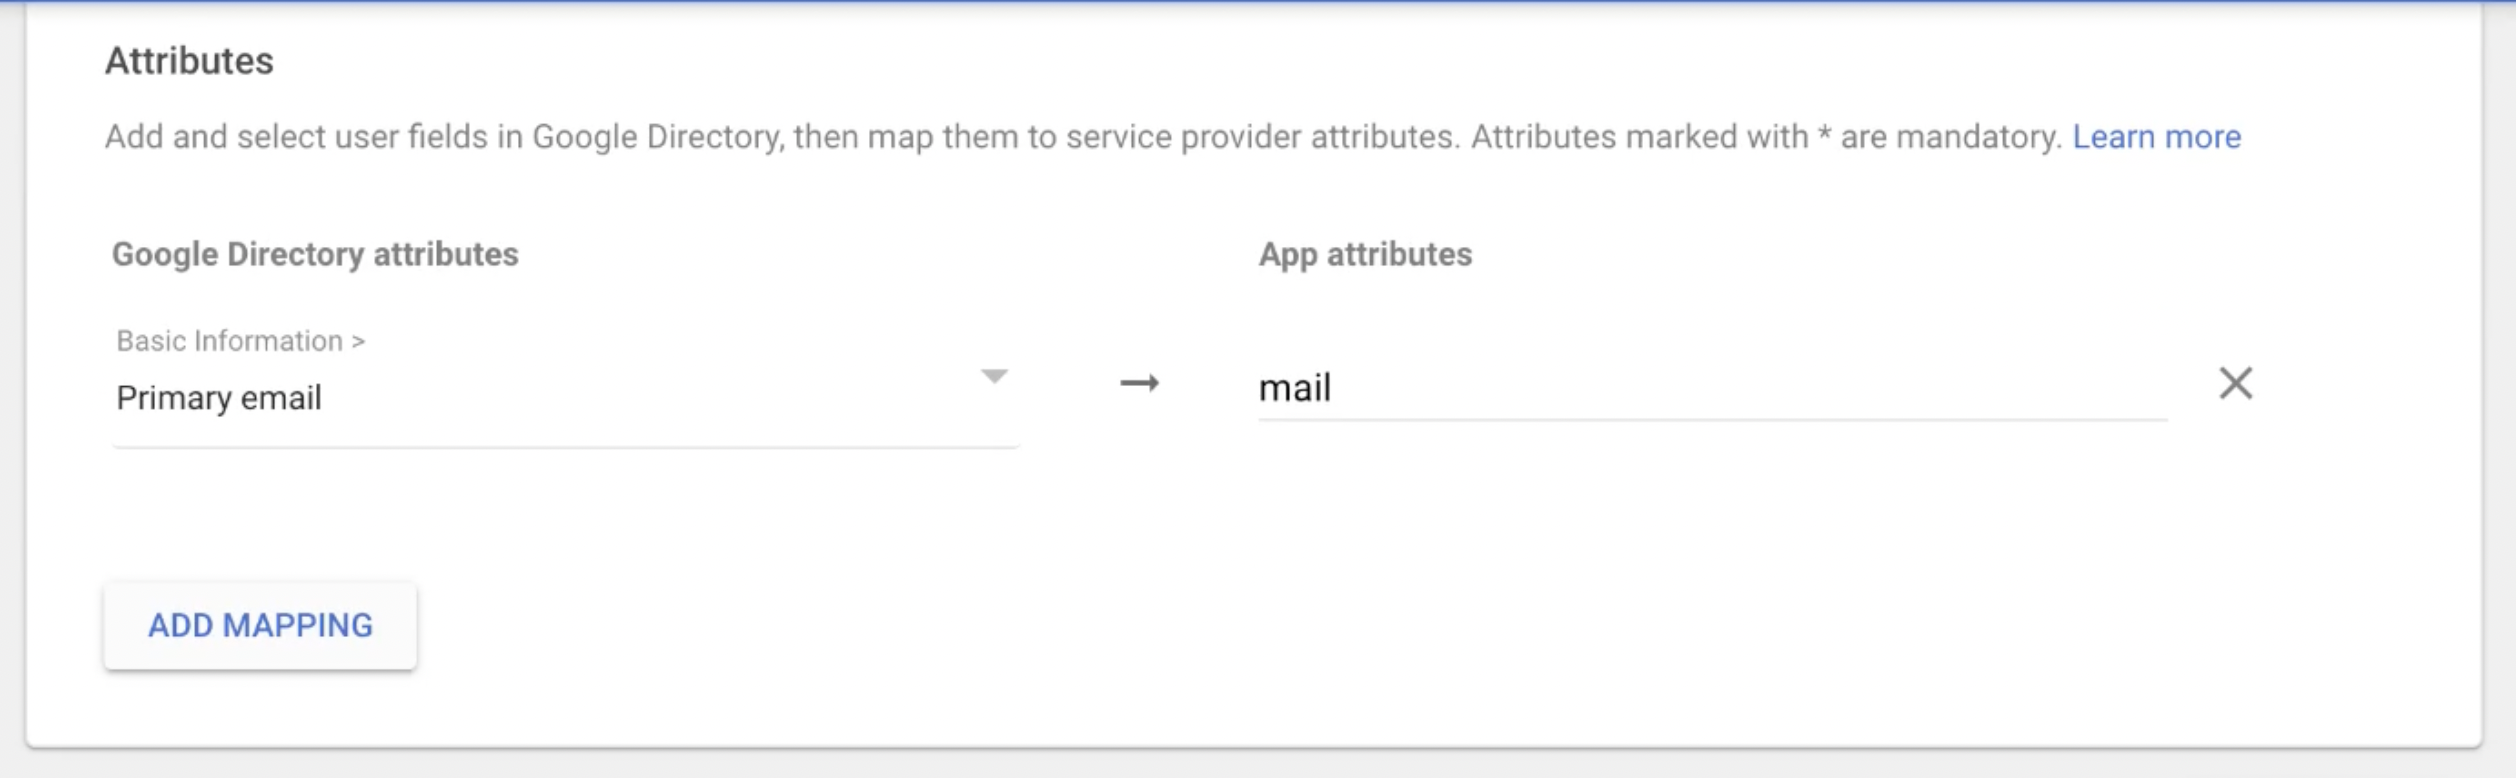 Attributes
Add and select user fields in Google Directory, then map them to service provider attributes. Attributes marked with * are mandatory. Learn more
Google Directory attributes
App attributes
Basic Information >
Primary email
mail
ADD MAPPING